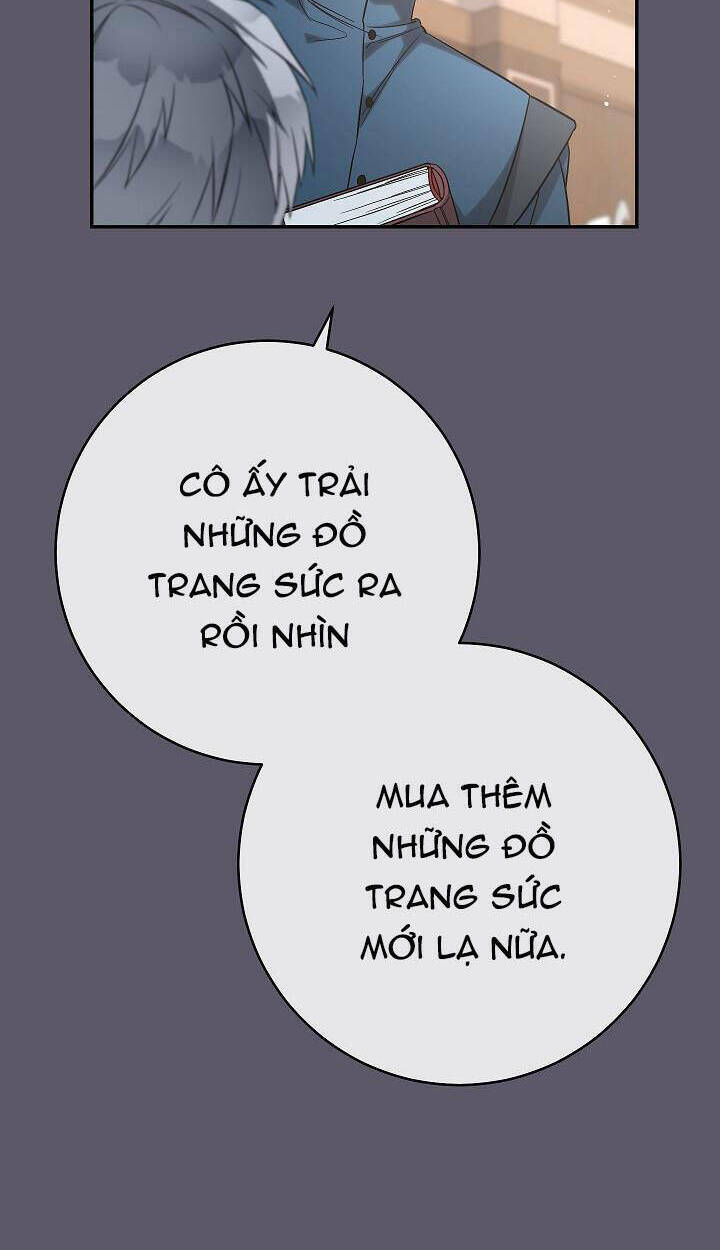 CÔ ẤY TRẢI
NHỮNG ĐỒ
TRANG SỨC RA
RỒI NHÌN
MUA THÊM
NHỮNG ĐỒ
TRANG SỨC
MỚI LẠ NỮA.